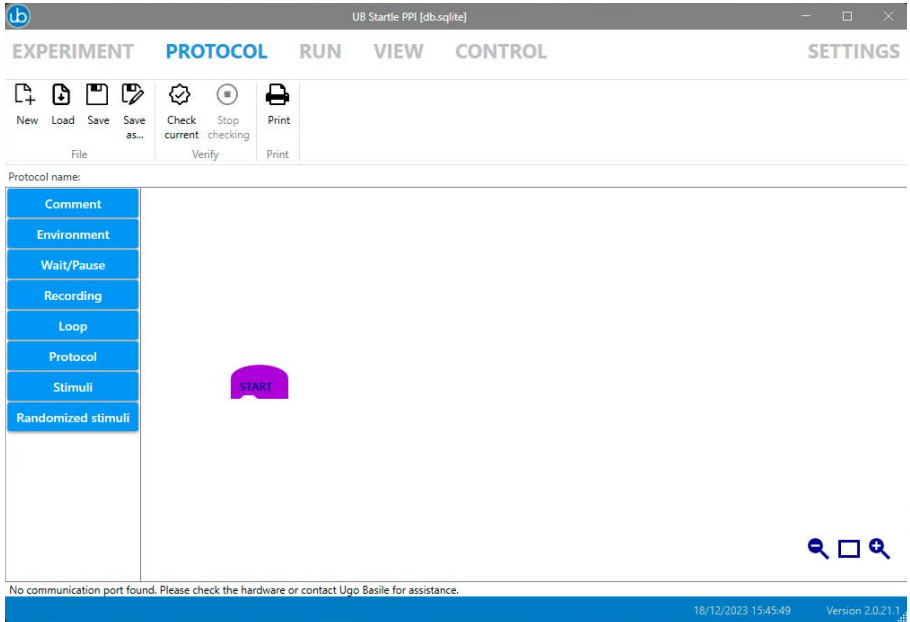 ub
UB Startle PPI [db.sqlite]
EXPERIMENT PROTOCOL RUN VIEW CONTROL SETTINGS
New Load Save Save as... Check current Stop checking Print
File Verify Print
Protocol name:
Comment
Environment
Wait/Pause
Recording
Loop
Protocol
Stimuli
Randomized stimuli
START
No communication port found. Please check the hardware or contact Ugo Basile for assistance.
18/12/2023 15:45:49 Version 2.0.21.1